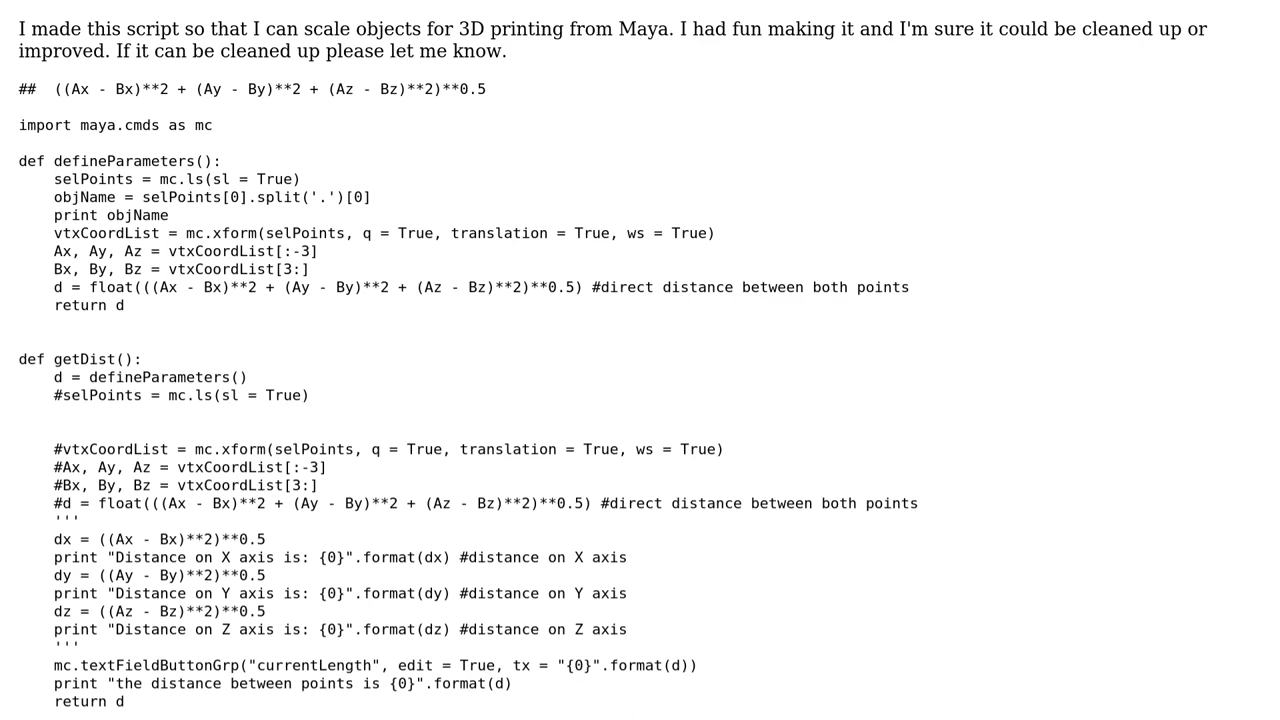 I made this script so that I can scale objects for 3D printing from Maya. I had fun making it and I'm sure it could be cleaned up or
improved. If it can be cleaned up please let me know.
##  ((Ax - Bx)**2 + (Ay - By)**2 + (Az - Bz)**2)**0.5
import maya.cmds as mc
def defineParameters():
    selPoints = mc.ls(sl = True)
    objName = selPoints[0].split('.')[0]
    print objName
    vtxCoordList = mc.xform(selPoints, q = True, translation = True, ws = True)
    Ax, Ay, Az = vtxCoordList[:-3]
    Bx, By, Bz = vtxCoordList[3:]
    d = float(((Ax - Bx)**2 + (Ay - By)**2 + (Az - Bz)**2)**0.5) #direct distance between both points
    return d
def getDist():
    d = defineParameters()
    #selPoints = mc.ls(sl = True)
    #vtxCoordList = mc.xform(selPoints, q = True, translation = True, ws = True)
    #Ax, Ay, Az = vtxCoordList[:-3]
    #Bx, By, Bz = vtxCoordList[3:]
    #d = float(((Ax - Bx)**2 + (Ay - By)**2 + (Az - Bz)**2)**0.5) #direct distance between both points
    '''
    dx = ((Ax - Bx)**2)**0.5
    print "Distance on X axis is: {0}".format(dx) #distance on X axis
    dy = ((Ay - By)**2)**0.5
    print "Distance on Y axis is: {0}".format(dy) #distance on Y axis
    dz = ((Az - Bz)**2)**0.5
    print "Distance on Z axis is: {0}".format(dz) #distance on Z axis
    '''
    mc.textFieldButtonGrp("currentLength", edit = True, tx = "{0}".format(d))
    print "the distance between points is {0}".format(d)
    return d